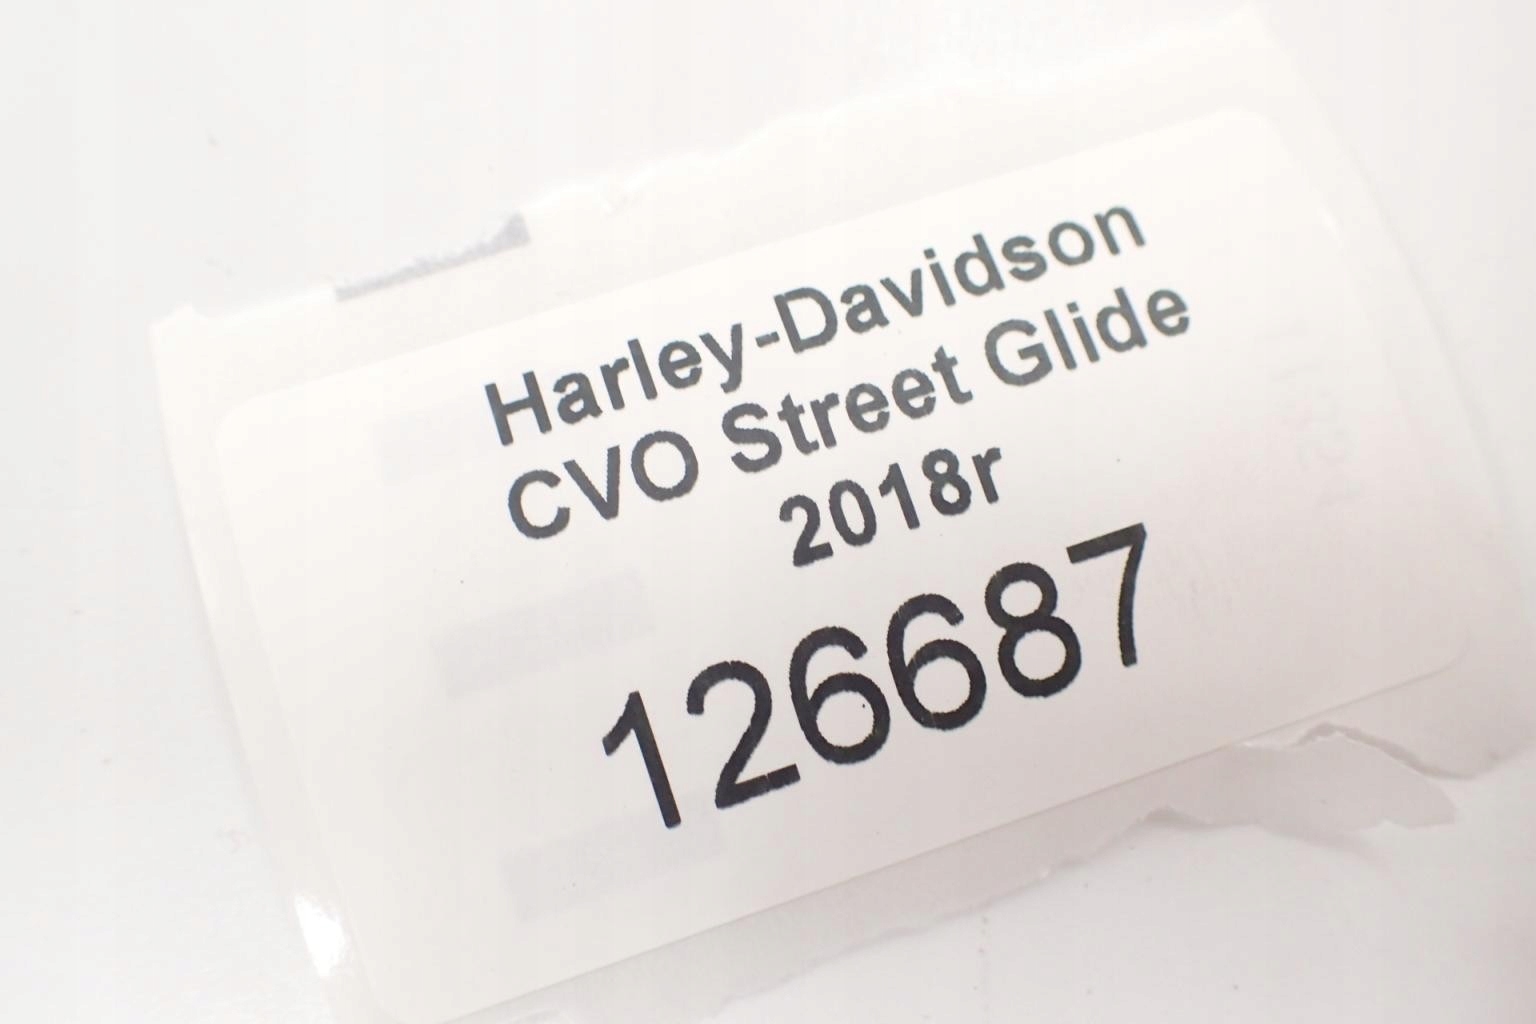 Harley-Davidson
CVO Street Glide
2018r
126687